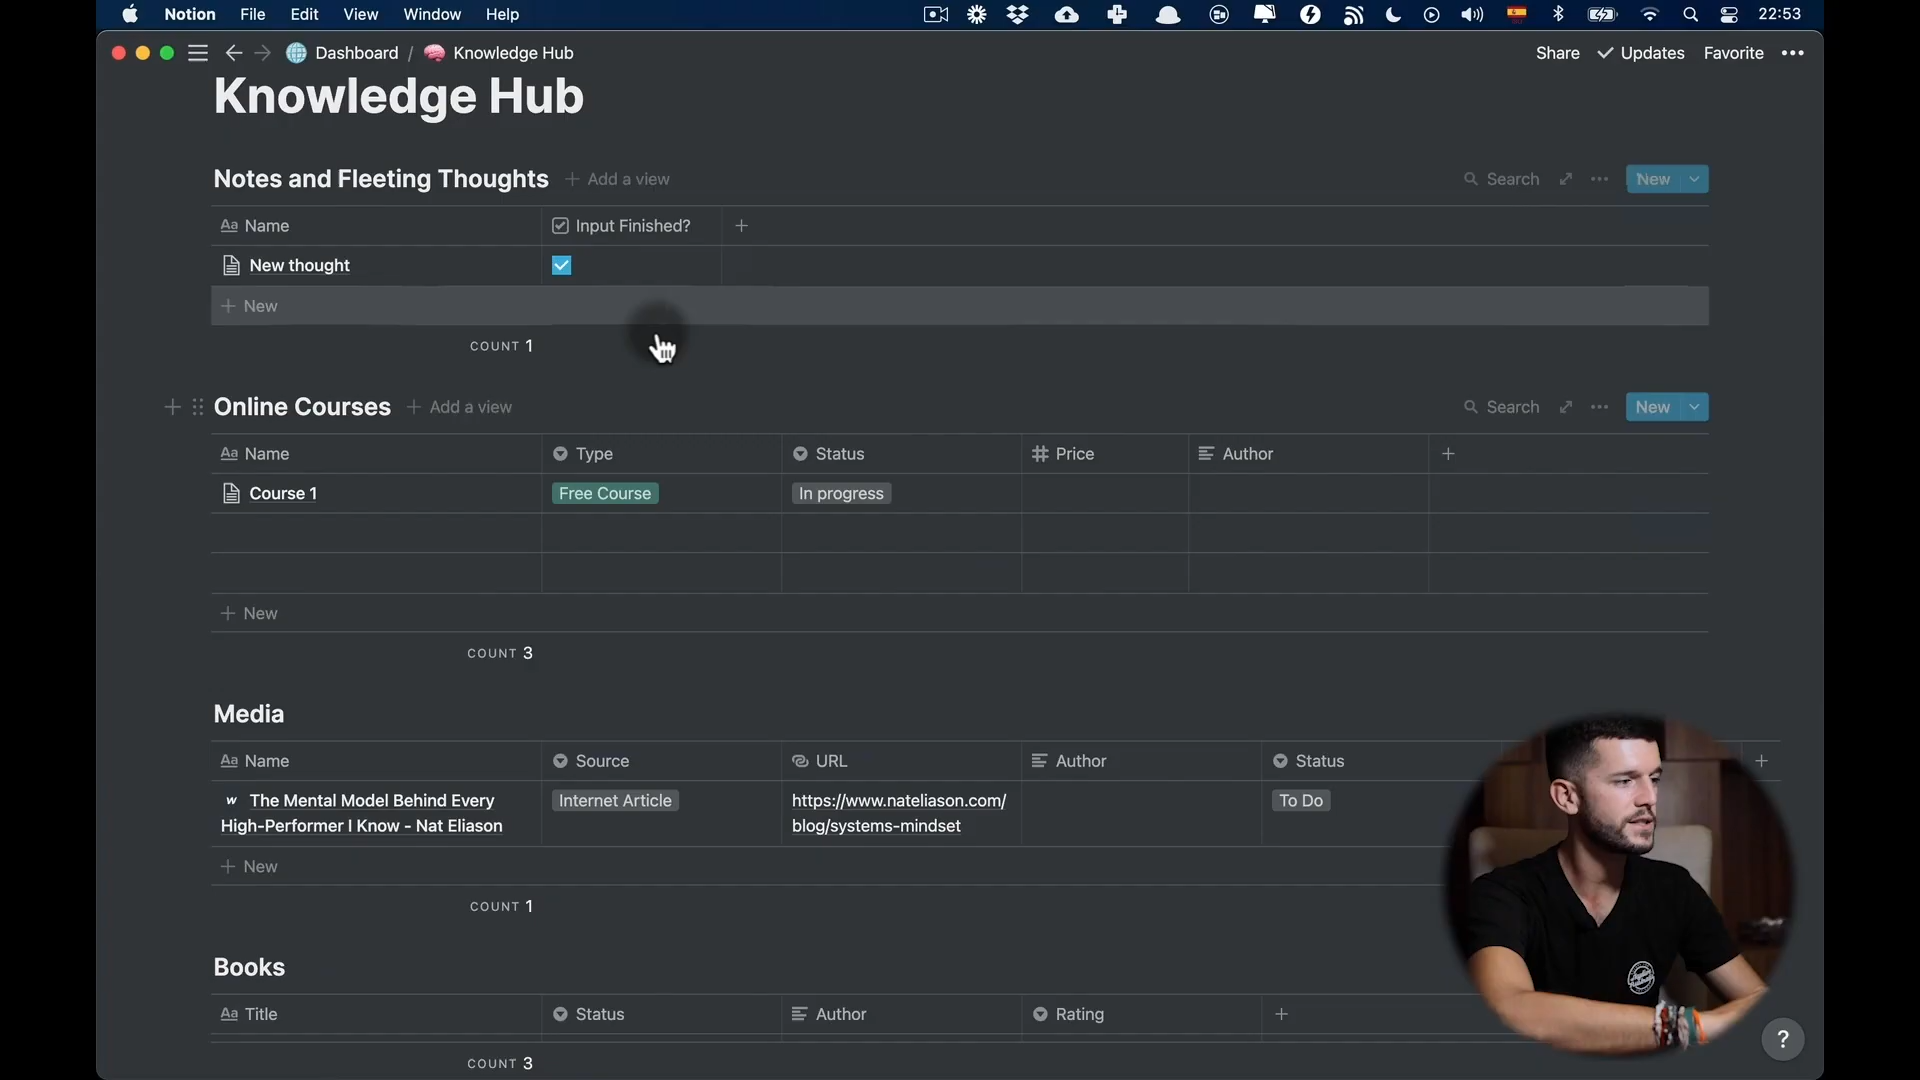 Notion File Edit View Window Help 22:53
Dashboard / Knowledge Hub Share Updates Favorite
Knowledge Hub
Notes and Fleeting Thoughts + Add a view Search New
Aa Name Input Finished? +
New thought
+ New
COUNT 1
Online Courses + Add a view Search New
Aa Name Type Status # Price Author +
Course 1 Free Course In progress
+ New
COUNT 3
Media
Aa Name Source URL Author Status +
The Mental Model Behind Every Internet Article https://www.nateliason.com/ To Do
High-Performer I Know - Nat Eliason blog/systems-mindset
+ New
COUNT 1
Books
Aa Title Status Author Rating +
COUNT 3
?